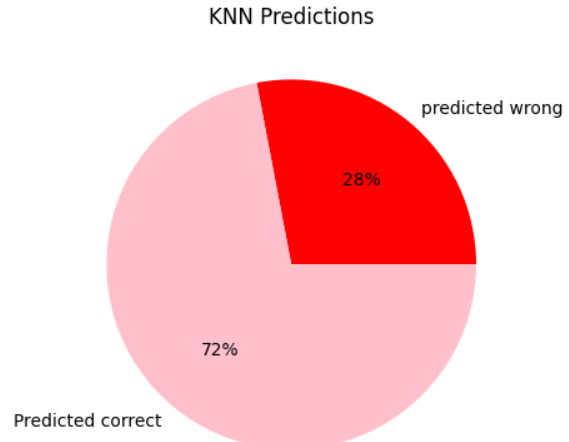 KNN Predictions
predicted wrong
28%
72%
Predicted correct